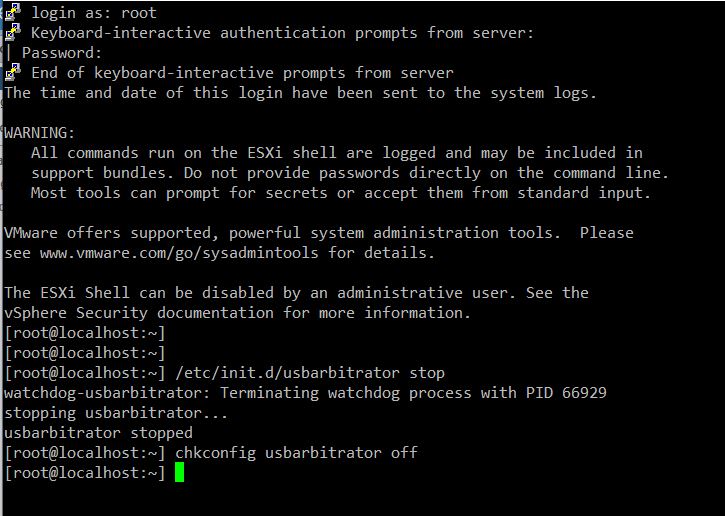 login as: root
Keyboard-interactive authentication prompts from server:
| Password:
End of keyboard-interactive prompts from server
The time and date of this login have been sent to the system logs.
WARNING:
All commands run on the ESXi shell are logged and may be included in
support bundles. Do not provide passwords directly on the command line.
Most tools can prompt for secrets or accept them from standard input.
VMware offers supported, powerful system administration tools.  Please
see www.vmware.com/go/sysadmintools for details.
The ESXi Shell can be disabled by an administrative user. See the
vSphere Security documentation for more information.
[root@localhost:~]
[root@localhost:~]
[root@localhost:~] /etc/init.d/usbarbitrator stop
watchdog-usbarbitrator: Terminating watchdog process with PID 66929
stopping usbarbitrator...
usbarbitrator stopped
[root@localhost:~] chkconfig usbarbitrator off
[root@localhost:~]